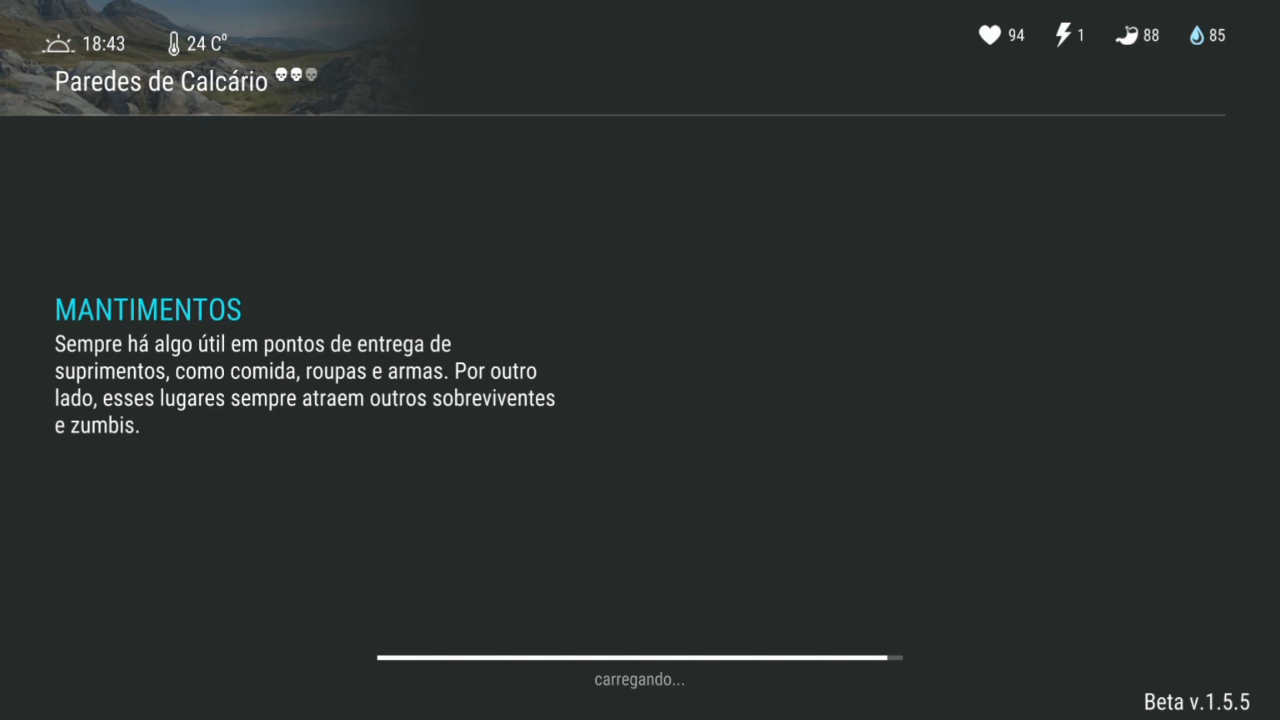 18:43 24 Cº
94 1 88 85
Paredes de Calcário
MANTIMENTOS
Sempre há algo útil em pontos de entrega de
suprimentos, como comida, roupas e armas. Por outro
lado, esses lugares sempre atraem outros sobreviventes
e zumbis.
carregando...
Beta v.1.5.5